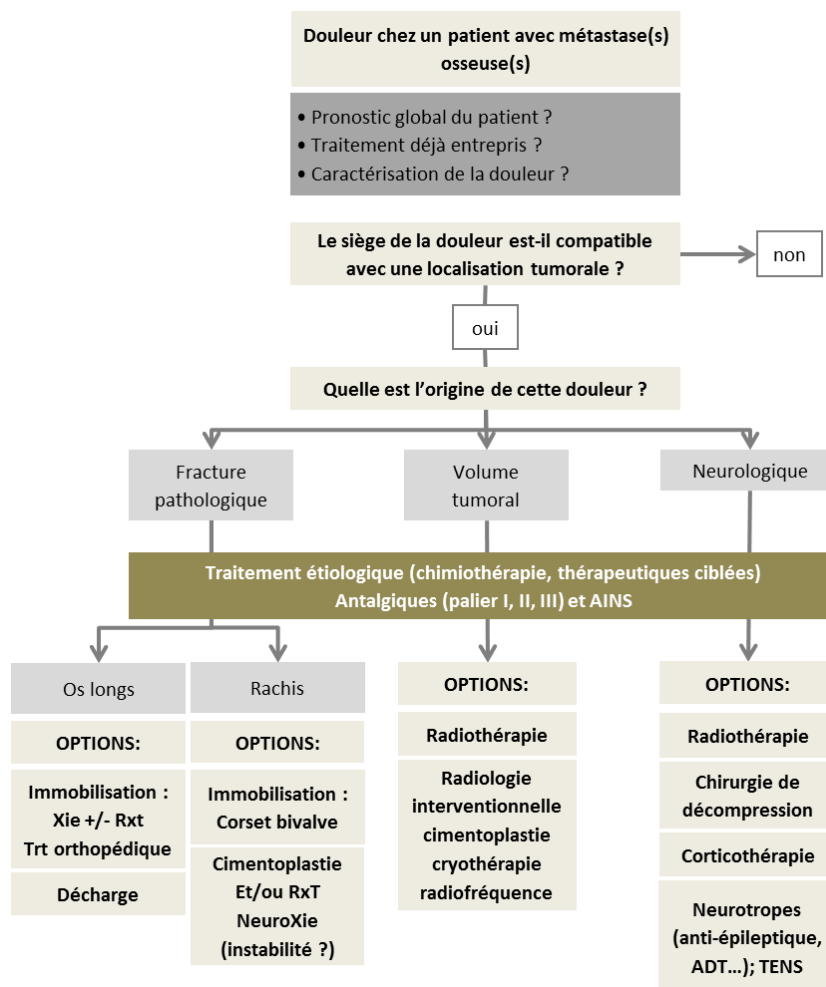 Douleur chez un patient avec métastase(s)
osseuse(s)
• Pronostic global du patient ?
• Traitement déjà entrepris ?
• Caractérisation de la douleur ?
Le siège de la douleur est-il compatible
avec une localisation tumorale ?
non
oui
Quelle est l'origine de cette douleur ?
Fracture
pathologique
Volume
tumoral
Neurologique
Traitement étiologique (chimiothérapie, thérapeutiques ciblées)
Antalgiques (palier I, II, III) et AINS
Os longs
OPTIONS:
Immobilisation :
Xie +/- Rxt
Trt orthopédique
Décharge
Rachis
OPTIONS:
Immobilisation :
Corset bivalve
Cimentoplastie
Et/ou RxT
NeuroXie
(instabilité ?)
OPTIONS:
Radiothérapie
Radiologie
interventionnelle
cimentoplastie
cryothérapie
radiofréquence
OPTIONS:
Radiothérapie
Chirurgie de
décompression
Corticothérapie
Neurotropes
(anti-épileptique,
ADT...); TENS